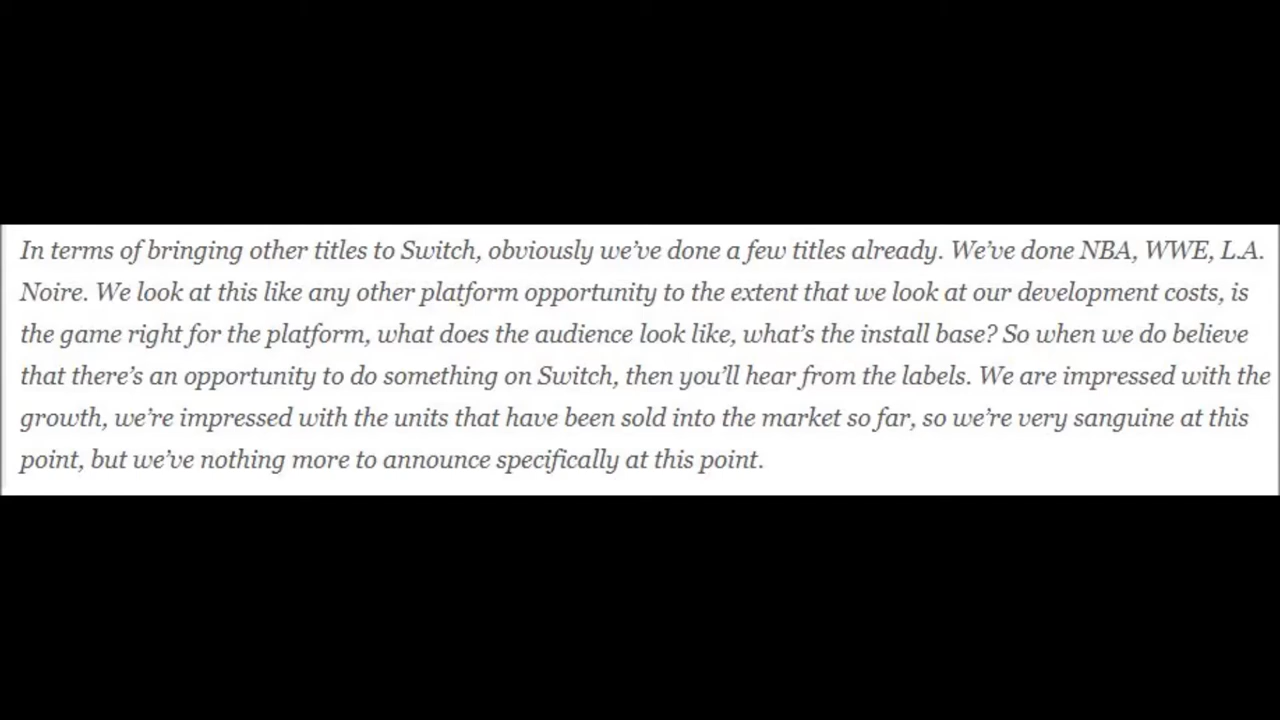 In terms of bringing other titles to Switch, obviously we’ve done a few titles already. We’ve done NBA, WWE, L.A.
Noire. We look at this like any other platform opportunity to the extent that we look at our development costs, is
the game right for the platform, what does the audience look like, what’s the install base? So when we do believe
that there’s an opportunity to do something on Switch, then you’ll hear from the labels. We are impressed with the
growth, we’re impressed with the units that have been sold into the market so far, so we’re very sanguine at this
point, but we’ve nothing more to announce specifically at this point.